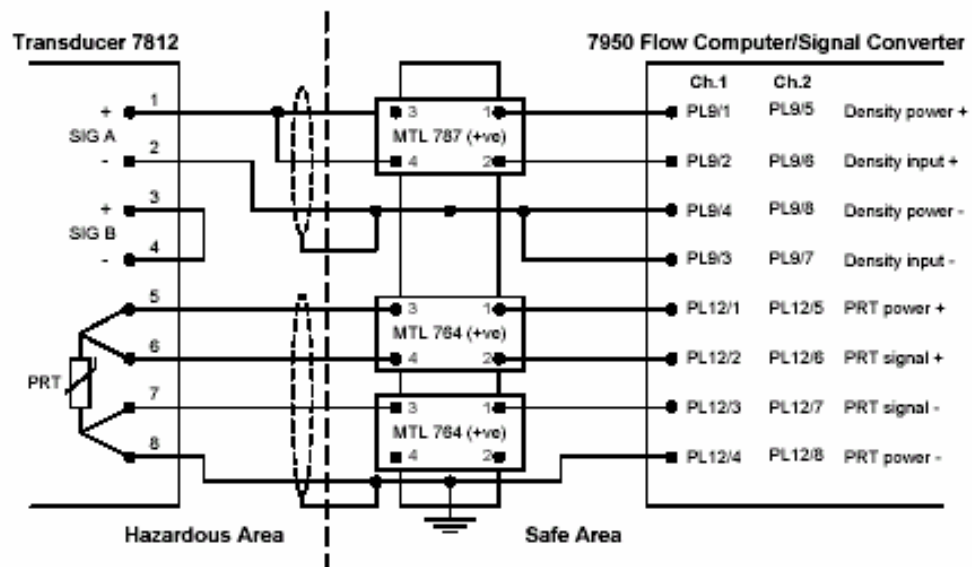 Transducer 7812
7950 Flow Computer/Signal Converter
Ch.1 Ch.2
+ 1 3 1 PL9/1 PL9/5 Density power +
SIG A MTL 787 (+ve)
- 2 4 2 PL9/2 PL9/6 Density input +
+ 3 PL9/4 PL9/8 Density power -
SIG B
- 4 PL9/3 PL9/7 Density input -
5 3 1 PL12/1 PL12/5 PRT power +
MTL 764 (+ve)
6 4 2 PL12/2 PL12/6 PRT signal +
PRT
7 3 1 PL12/3 PL12/7 PRT signal -
MTL 764 (+ve)
8 4 2 PL12/4 PL12/8 PRT power -
Hazardous Area Safe Area